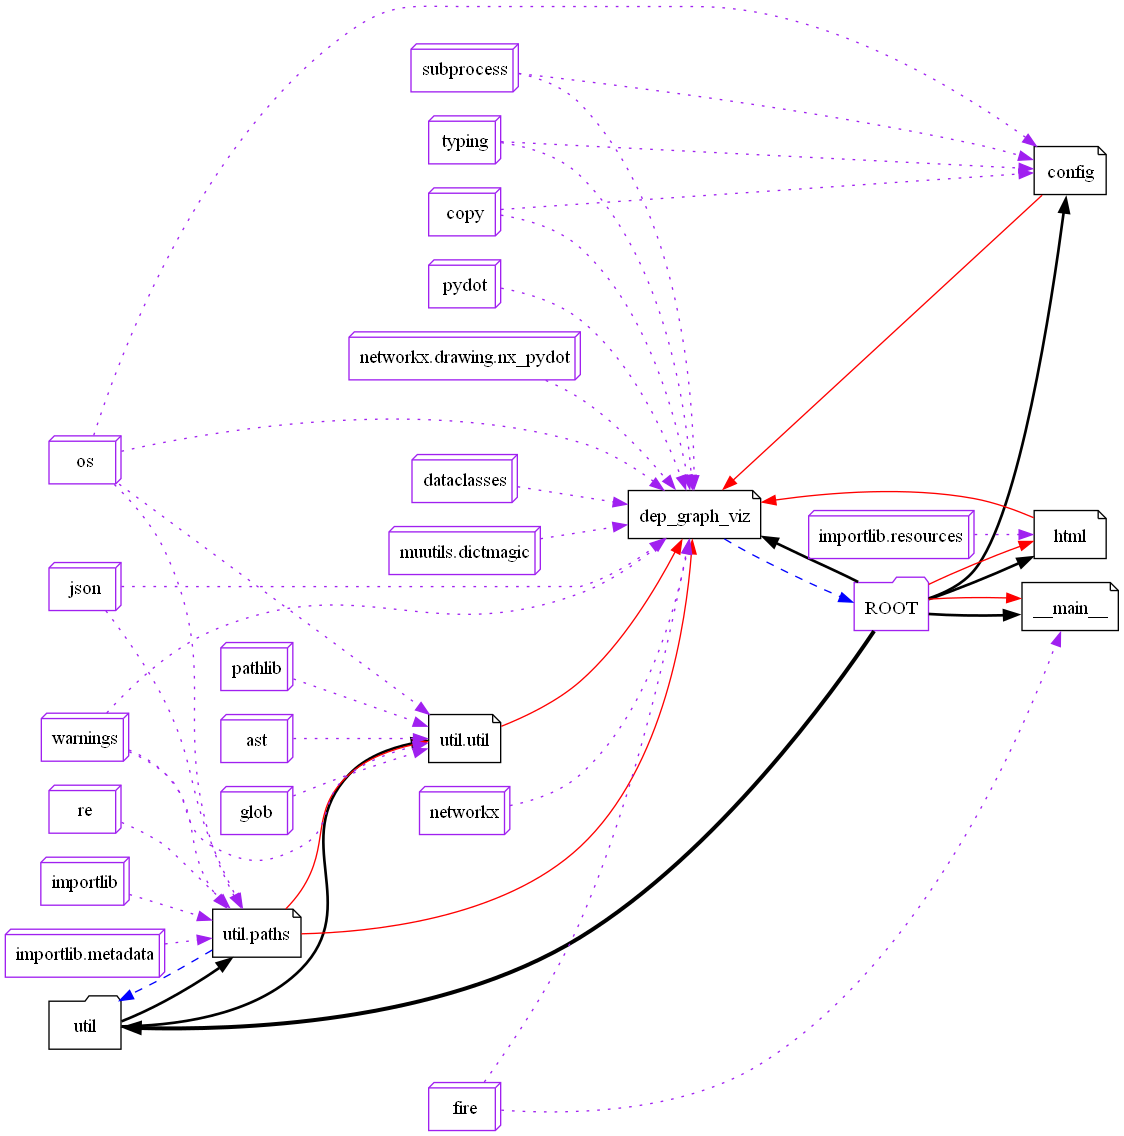 subprocess
typing
config
copy
pydot
networkx.drawing.nx_pydot
os
dataclasses
dep_graph_viz
importlib.resources
html
muutils.dictmagic
json
ROOT
__main__
pathlib
warnings
ast
util.util
re
glob
networkx
importlib
util.paths
importlib.metadata
util
fire